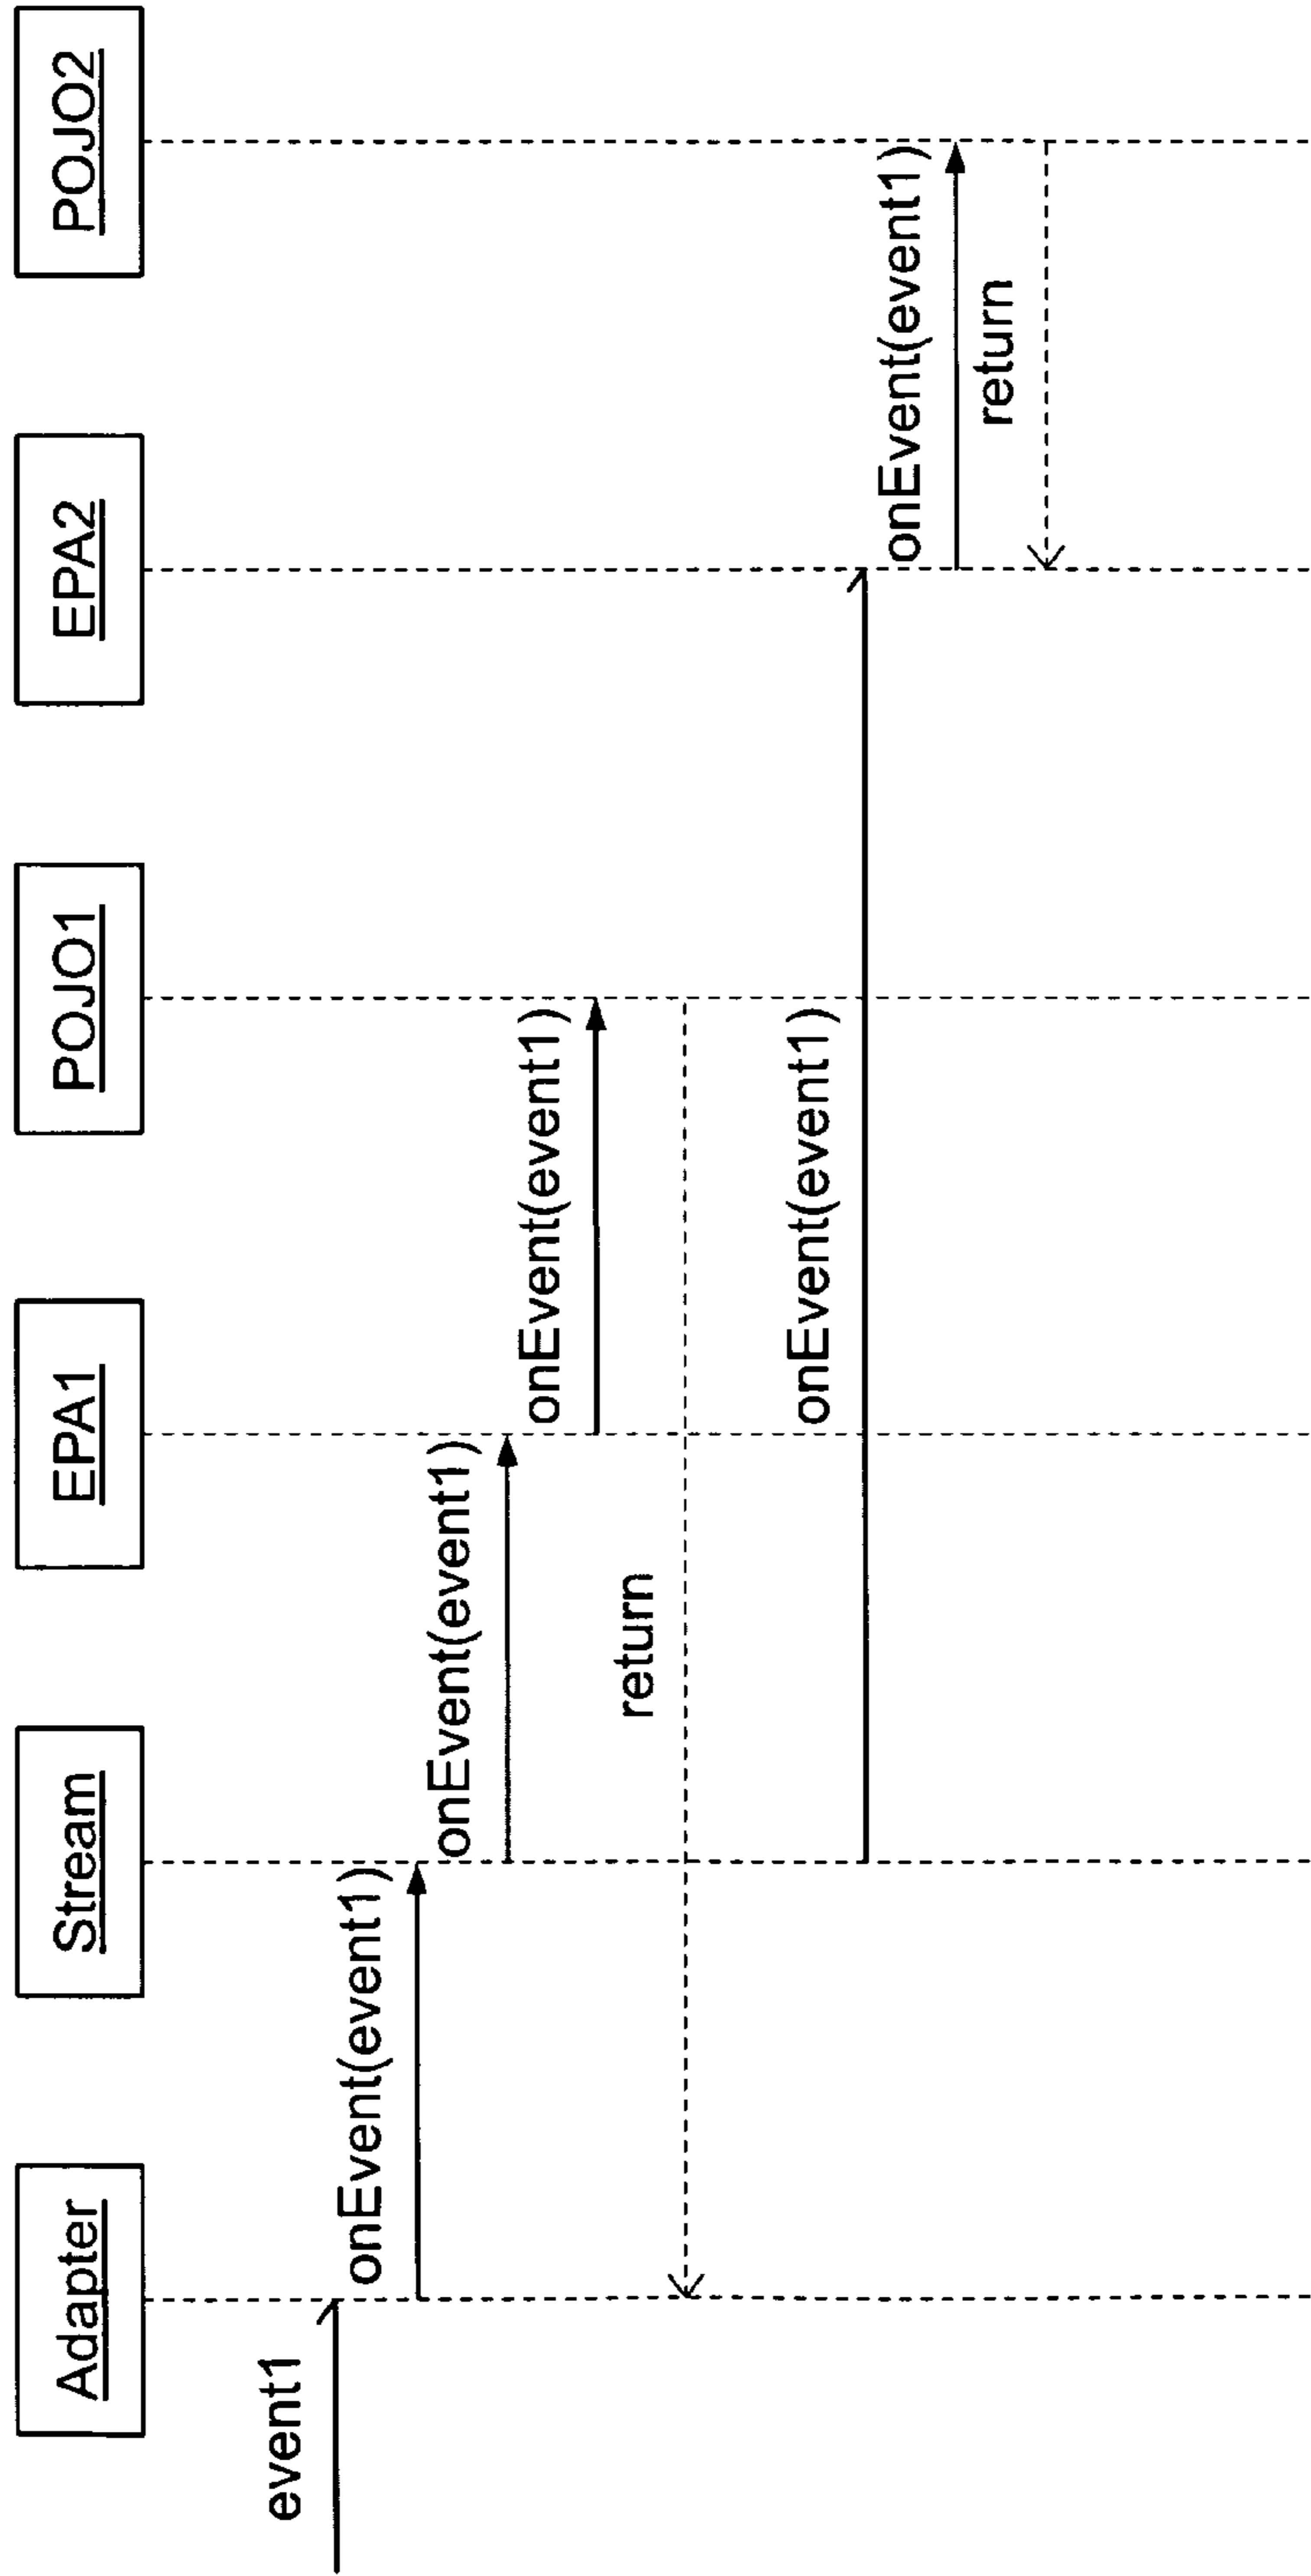 Adapter
Stream
EPA1
POJO1
EPA2
POJO2
event1
onEvent(event1)
onEvent(event1)
onEvent(event1)
return
onEvent(event1)
onEvent(event1)
return